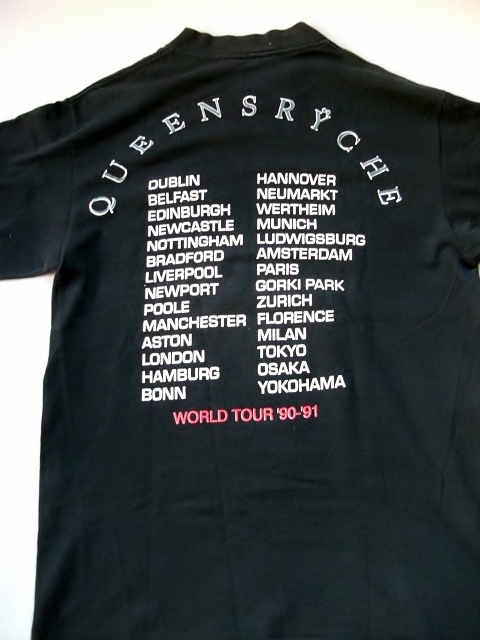 QUEENSRŸCHE
DUBLIN
BELFAST
EDINBURGH
NEWCASTLE
NOTTINGHAM
BRADFORD
LIVERPOOL
NEWPORT
POOLE
MANCHESTER
ASTON
LONDON
HAMBURG
BONN
HANNOVER
NEUMARKT
WERTHEIM
MUNICH
LUDWIGSBURG
AMSTERDAM
PARIS
GORKI PARK
ZURICH
FLORENCE
MILAN
TOKYO
OSAKA
YOKOHAMA
WORLD TOUR '90-'91